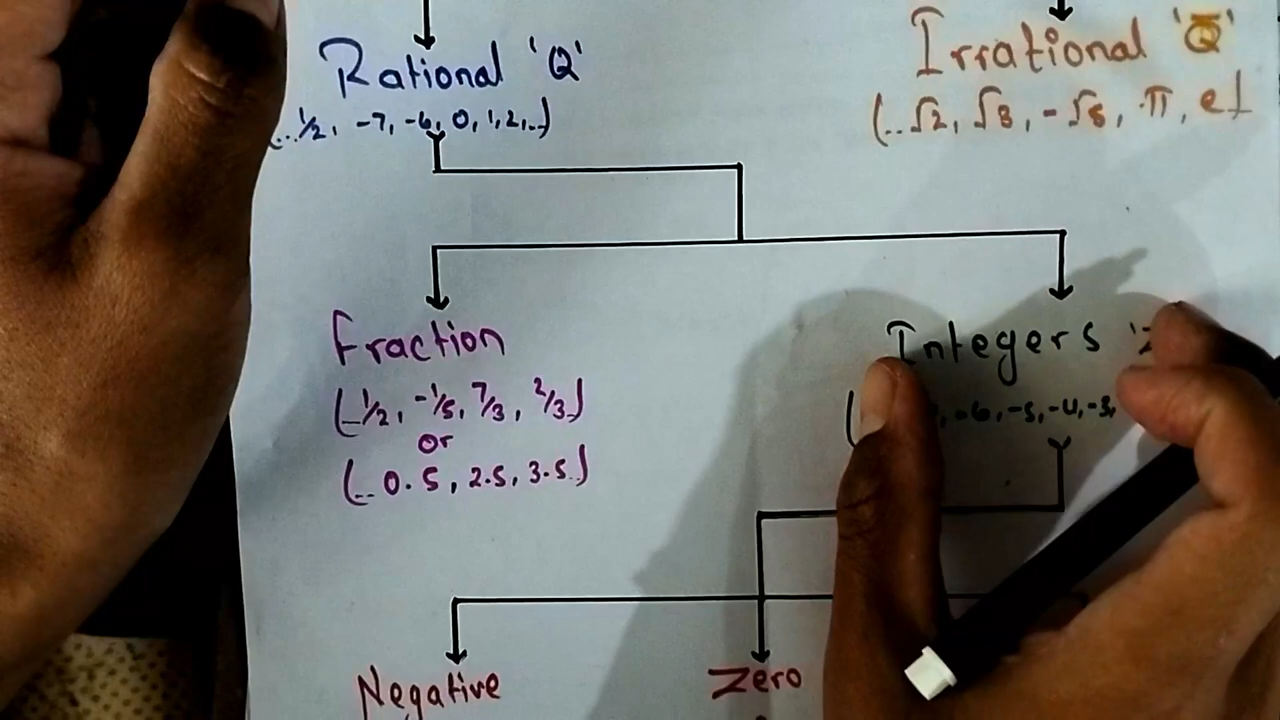 Rational 'Q'
(...1/2, -7, -6, 0, 1, 2, ..)
Irrational 'Q̅'
(..√2, √3, -√5, π, e)
Fraction
(..1/2, -1/5, 7/3, 2/3..)
Or
(.. 0.5, 2.5, 3.5..)
Integers
-6, -5, -4, -3,
Negative
Zero